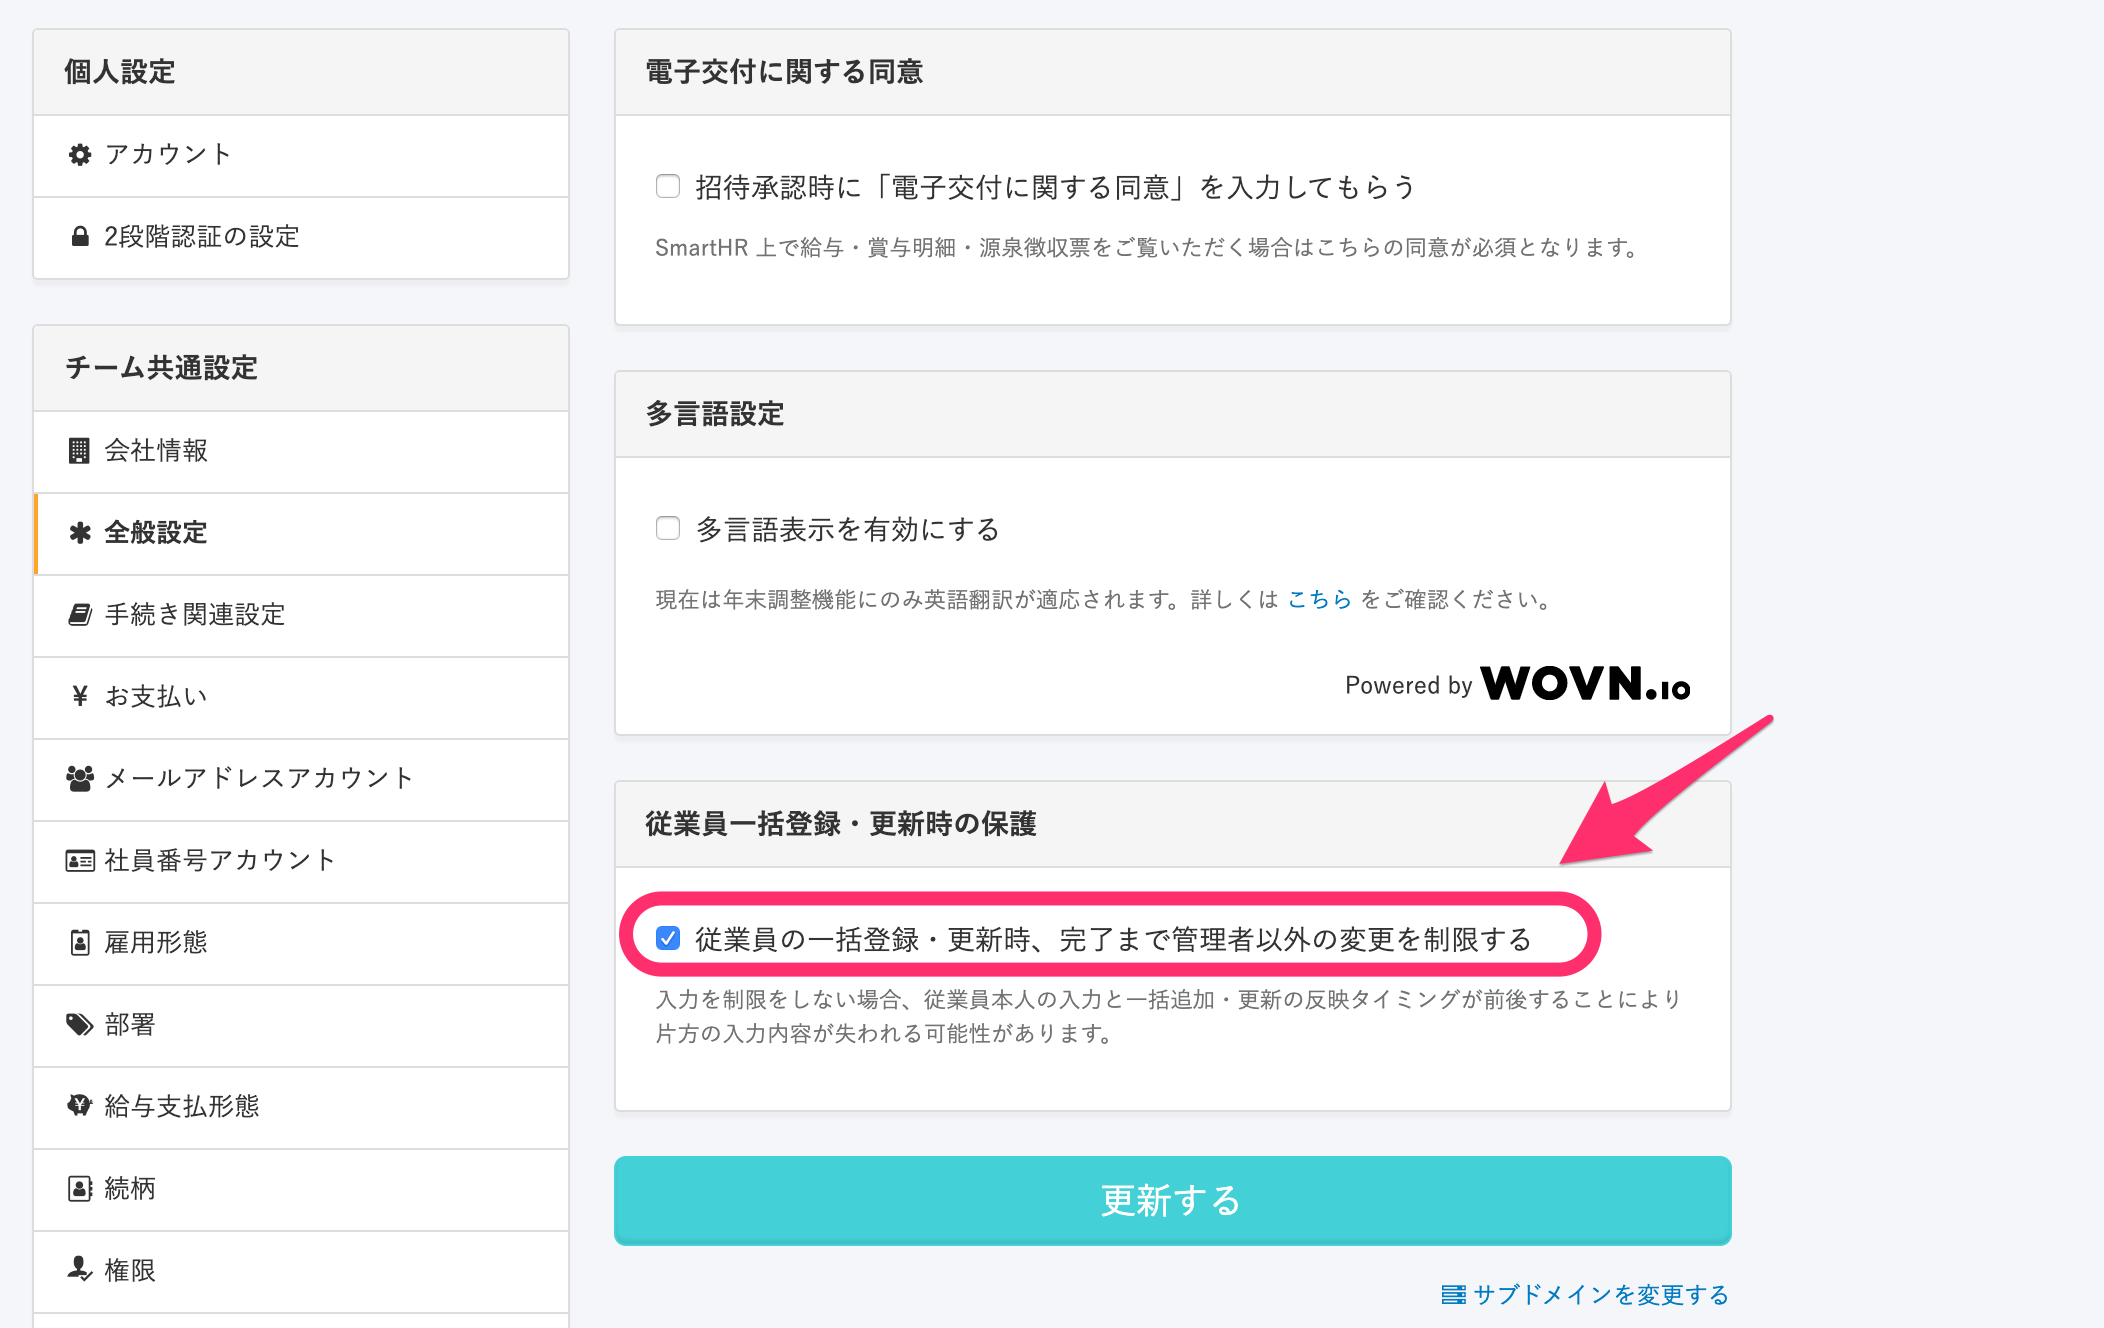 個人設定
アカウント
2段階認証の設定
チーム共通設定
会社情報
全般設定
手続き関連設定
お支払い
メールアドレスアカウント
社員番号アカウント
雇用形態
部署
給与支払形態
続柄
権限
電子交付に関する同意
招待承認時に「電子交付に関する同意」を入力してもらう
SmartHR 上で給与・賞与明細・源泉徴収票をご覧いただく場合はこちらの同意が必須となります。
多言語設定
多言語表示を有効にする
現在は年末調整機能にのみ英語翻訳が適応されます。詳しくは こちら をご確認ください。
Powered by WOVN.io
従業員一括登録・更新時の保護
従業員の一括登録・更新時、完了まで管理者以外の変更を制限する
入力を制限をしない場合、従業員本人の入力と一括追加・更新の反映タイミングが前後することにより
片方の入力内容が失われる可能性があります。
更新する
サブドメインを変更する